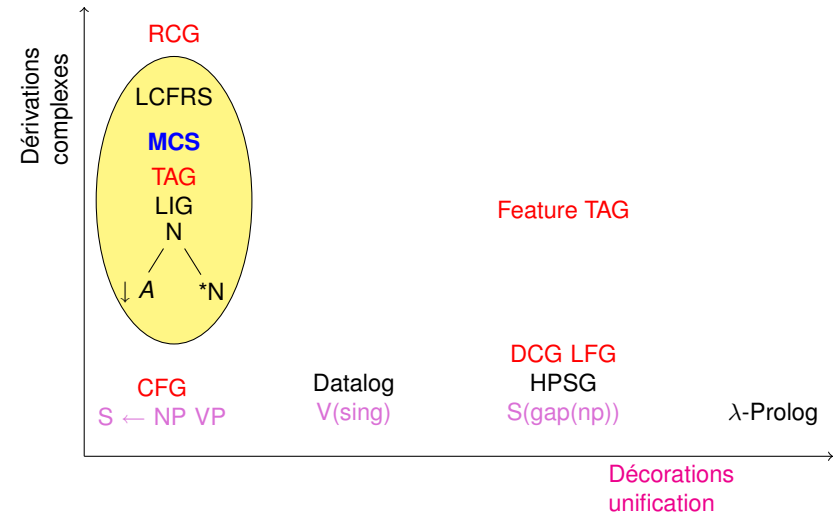 RCG
Dérivations
complexes
LCFRS
MCS
TAG
LIG
N
↓ A *N
Feature TAG
DCG LFG
CFG Datalog HPSG
S ← NP VP V(sing) S(gap(np)) λ-Prolog
Décorations
unification